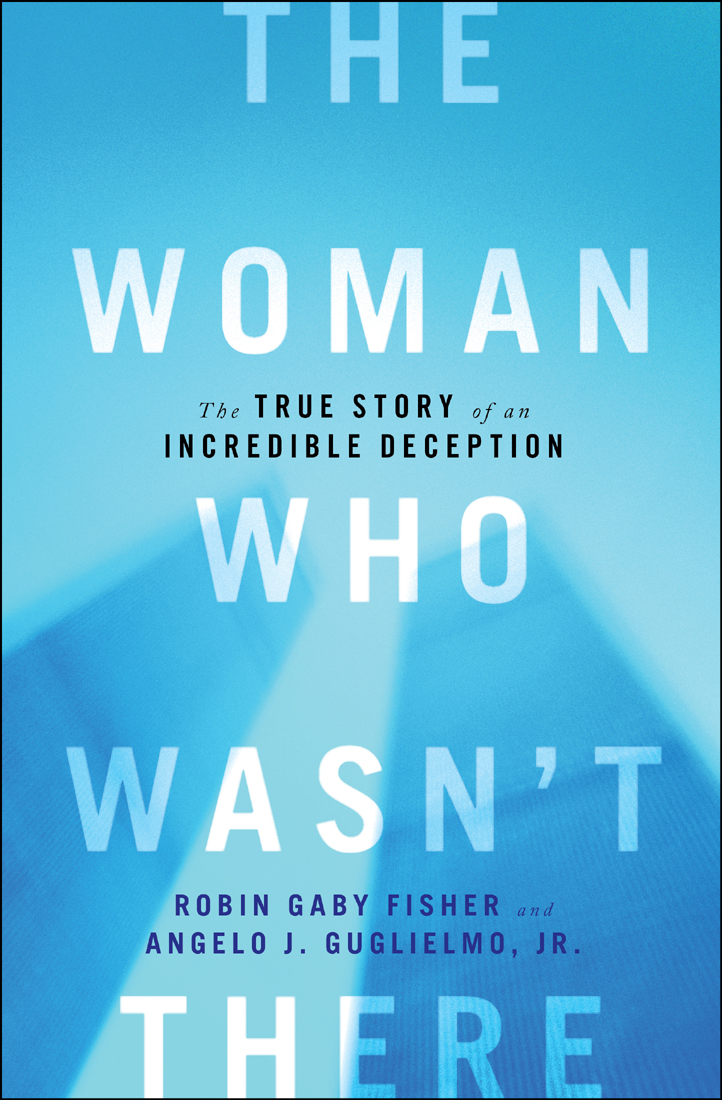 THE
WOMAN
The TRUE STORY of an
INCREDIBLE DECEPTION
WHO
WASN'T
ROBIN GABY FISHER and
ANGELO J. GUGLIELMO, JR.
THERE